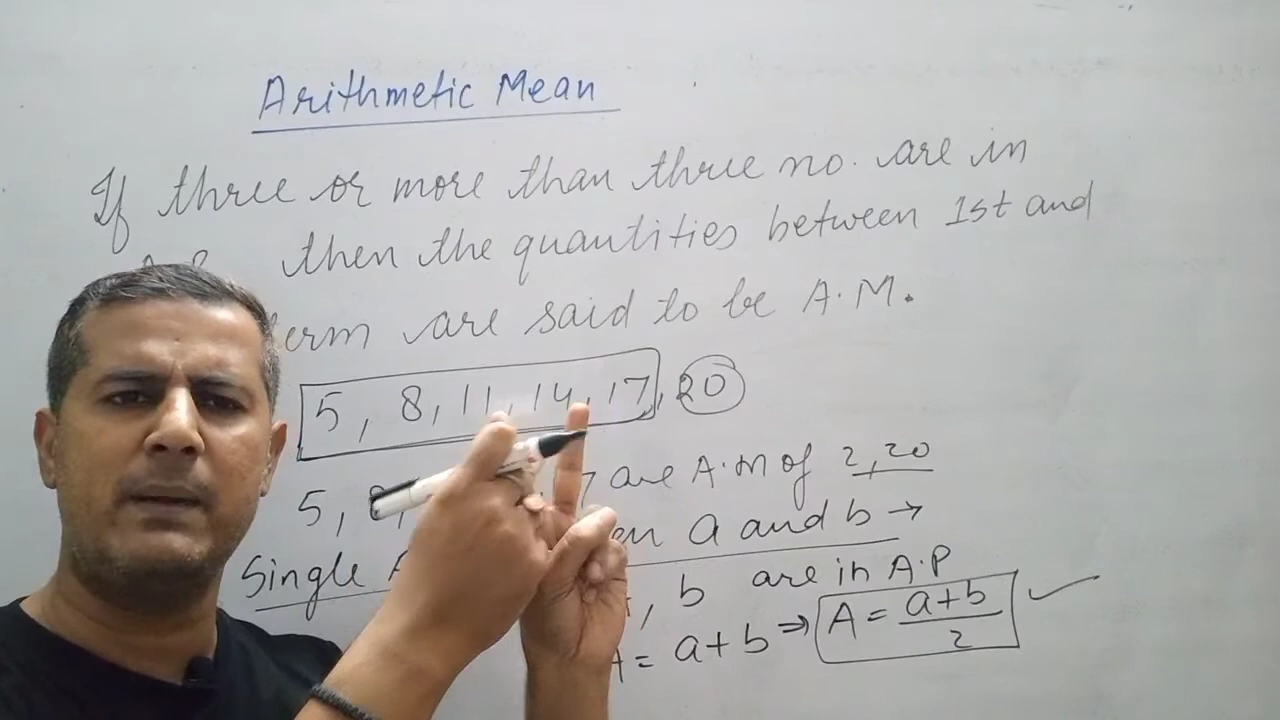 Arithmetic Mean
If three or more than three no. are in
then the quantities between 1st and
term are said to be A.M.
5, 8, 11, 14, 17, 20
5, are A.M of 2, 20
Single a and b →
, b are in A.P
= a+b ⇒ A = a+b/2 ✓